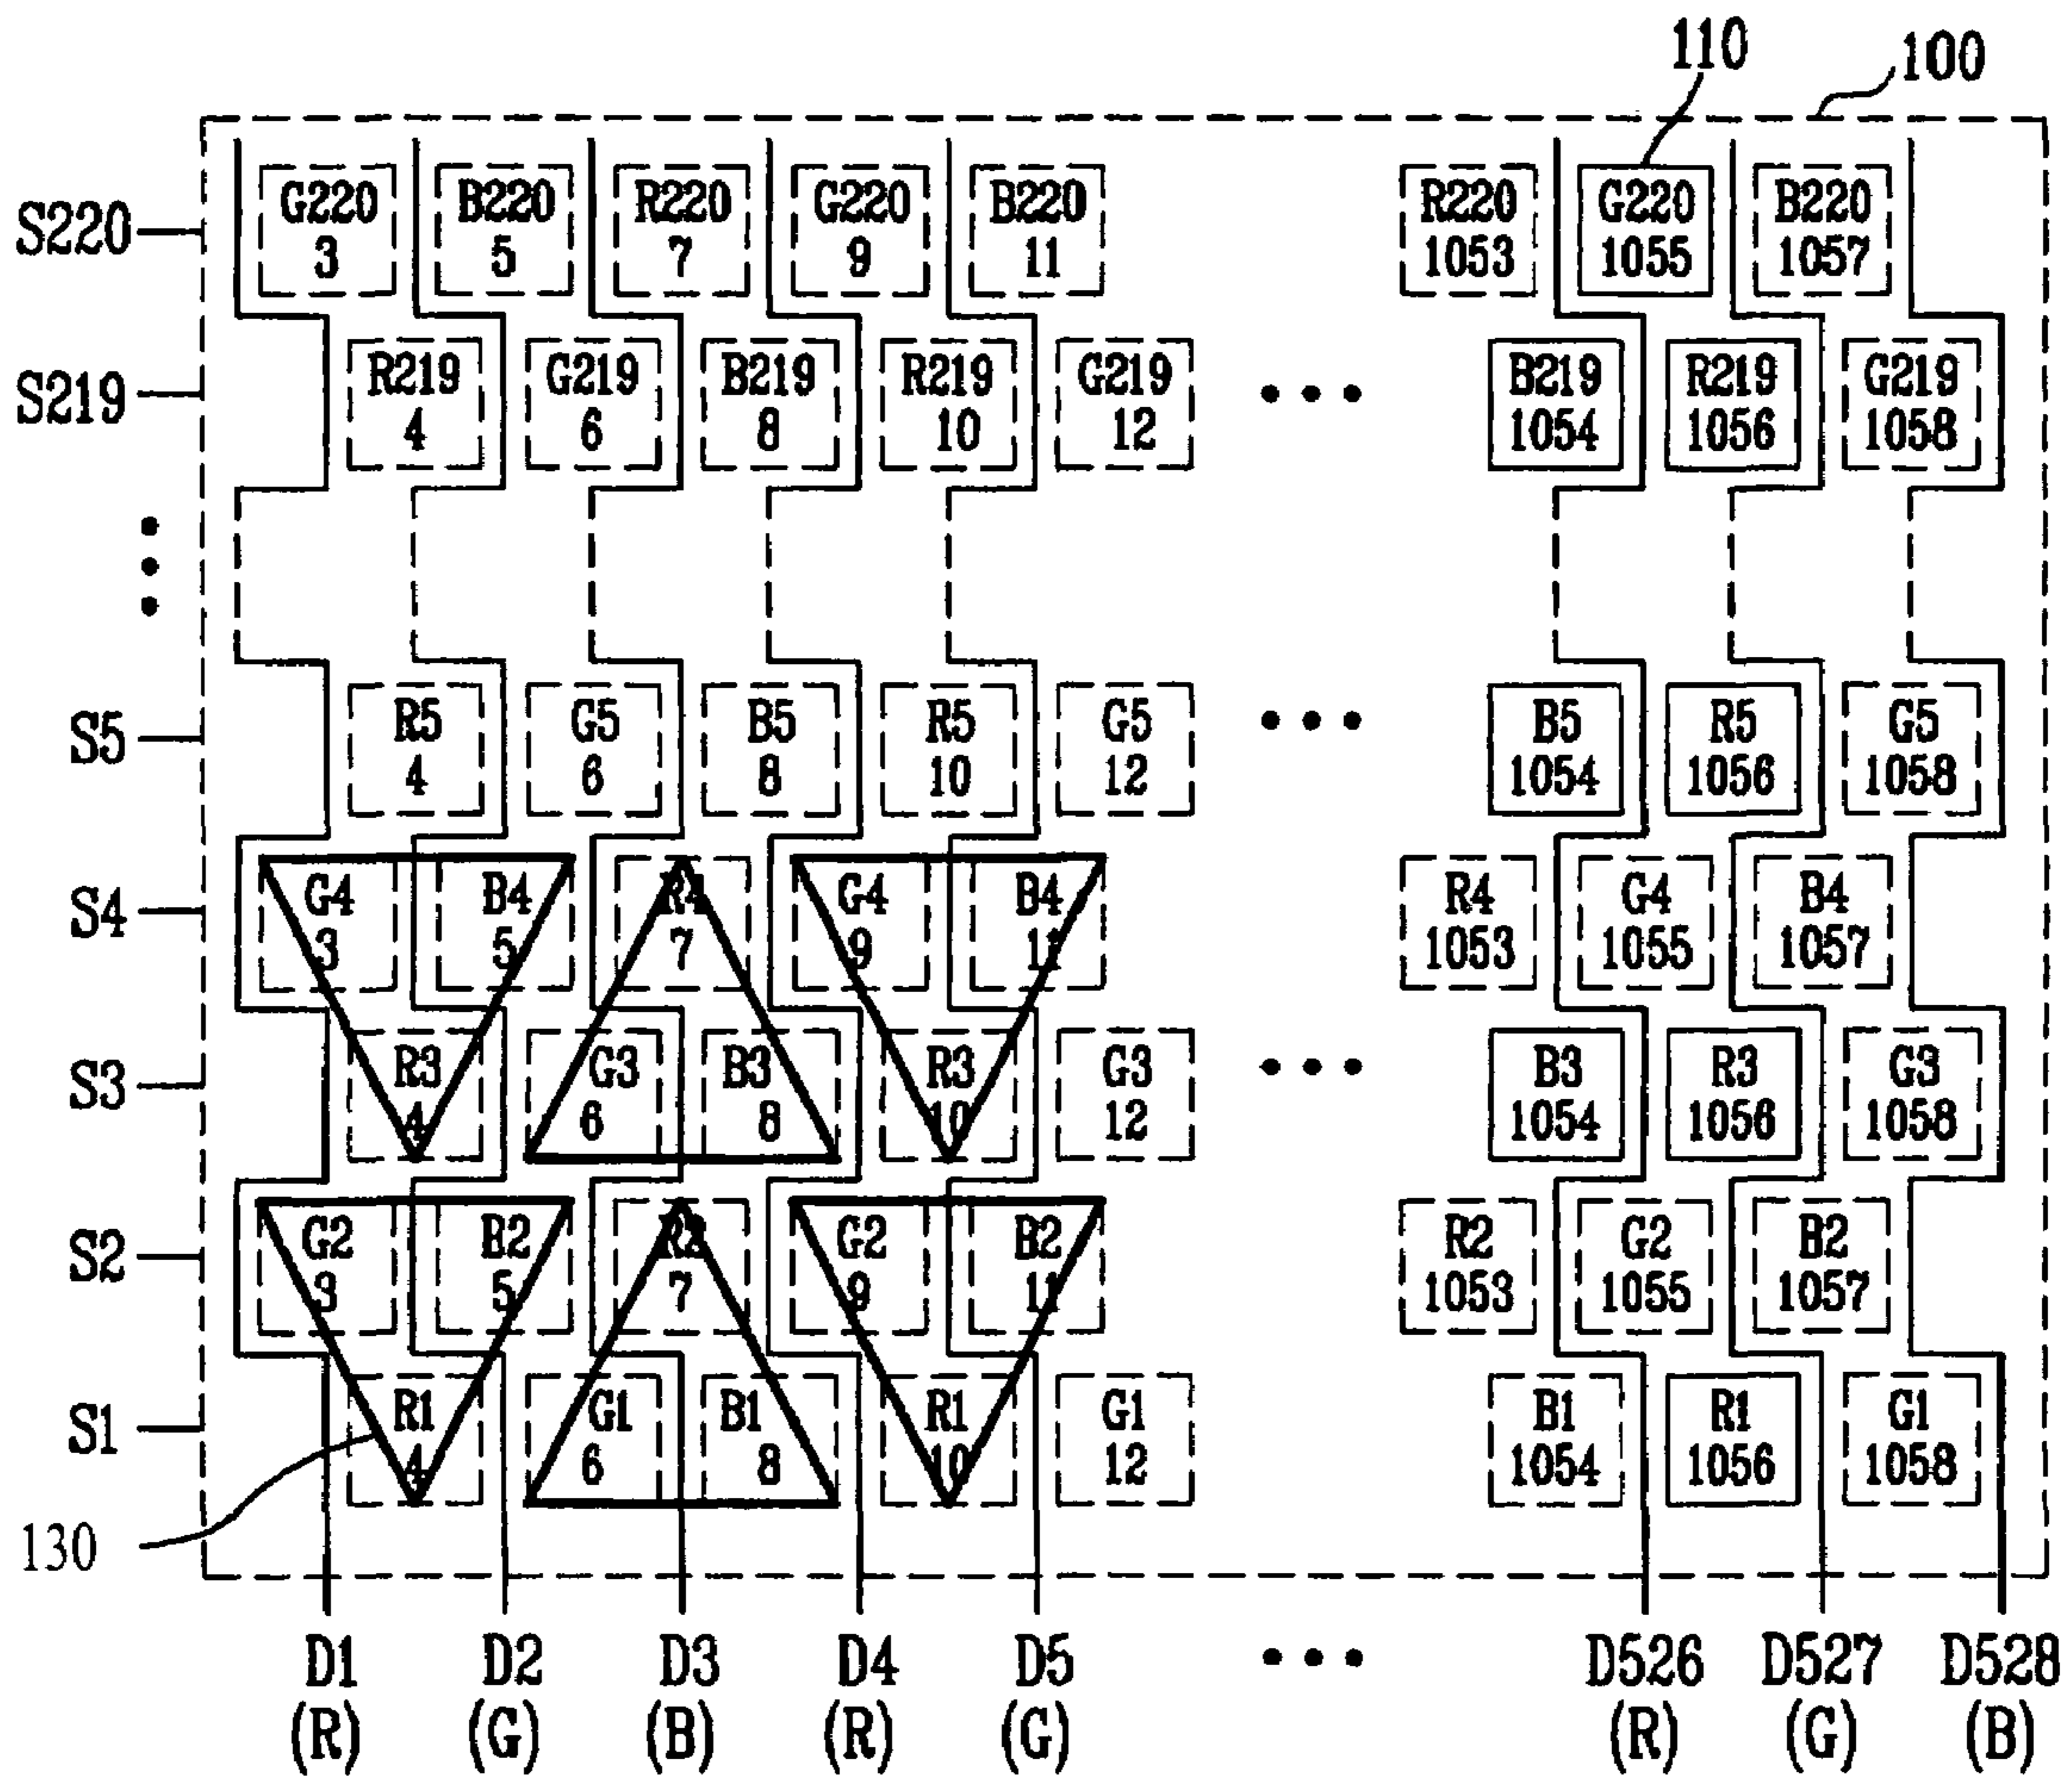 110
100
S220 G220 B220 R220 G220 B220 R220 G220 B220
3 5 7 9 11 1053 1055 1057
S219 R219 G219 B219 R219 G219 B219 R219 G219
4 6 8 10 12 1054 1056 1058
S5 R5 G5 B5 R5 G5 B5 R5 G5
4 6 8 10 12 1054 1056 1058
S4 G4 B4 R4 G4 B4 R4 G4 B4
3 5 7 9 11 1053 1055 1057
S3 R3 G3 B3 R3 G3 B3 R3 G3
4 6 8 10 12 1054 1056 1058
S2 G2 B2 R2 G2 B2 R2 G2 B2
3 5 7 9 11 1053 1055 1057
S1 R1 G1 B1 R1 G1 B1 R1 G1
4 6 8 10 12 1054 1056 1058
130
D1 D2 D3 D4 D5 D526 D527 D528
(R) (G) (B) (R) (G) (R) (G) (B)